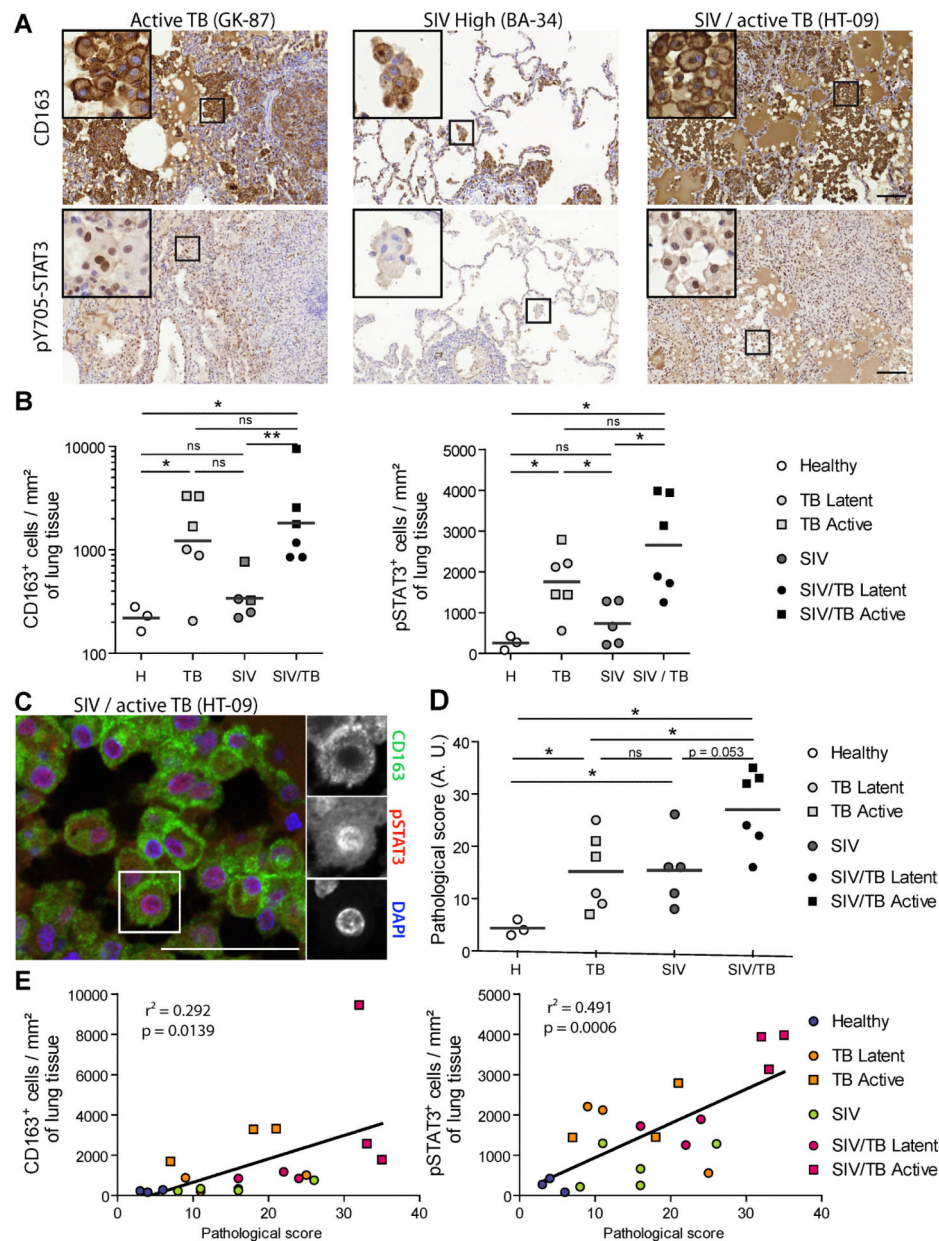 A
Active TB (GK-87)
SIV High (BA-34)
SIV / active TB (HT-09)
CD163
pY705-STAT3
B
CD163⁺ cells / mm²
of lung tissue
10000
1000
100
*
ns
ns
**
*
ns
H
TB
SIV
SIV/TB
pSTAT3⁺ cells / mm²
of lung tissue
5000
4000
3000
2000
1000
0
*
ns
ns
*
*
*
H
TB
SIV
SIV / TB
Healthy
TB Latent
TB Active
SIV
SIV/TB Latent
SIV/TB Active
C
SIV / active TB (HT-09)
CD163
pSTAT3
DAPI
D
Pathological score (A. U.)
40
30
20
10
0
*
*
*
ns
p = 0.053
*
H
TB
SIV
SIV/TB
Healthy
TB Latent
TB Active
SIV
SIV/TB Latent
SIV/TB Active
E
CD163⁺ cells / mm²
of lung tissue
10000
8000
6000
4000
2000
0
r² = 0.292
p = 0.0139
0
10
20
30
40
Pathological score
pSTAT3⁺ cells / mm²
of lung tissue
5000
4000
3000
2000
1000
0
r² = 0.491
p = 0.0006
0
10
20
30
40
Pathological score
Healthy
TB Latent
TB Active
SIV
SIV/TB Latent
SIV/TB Active